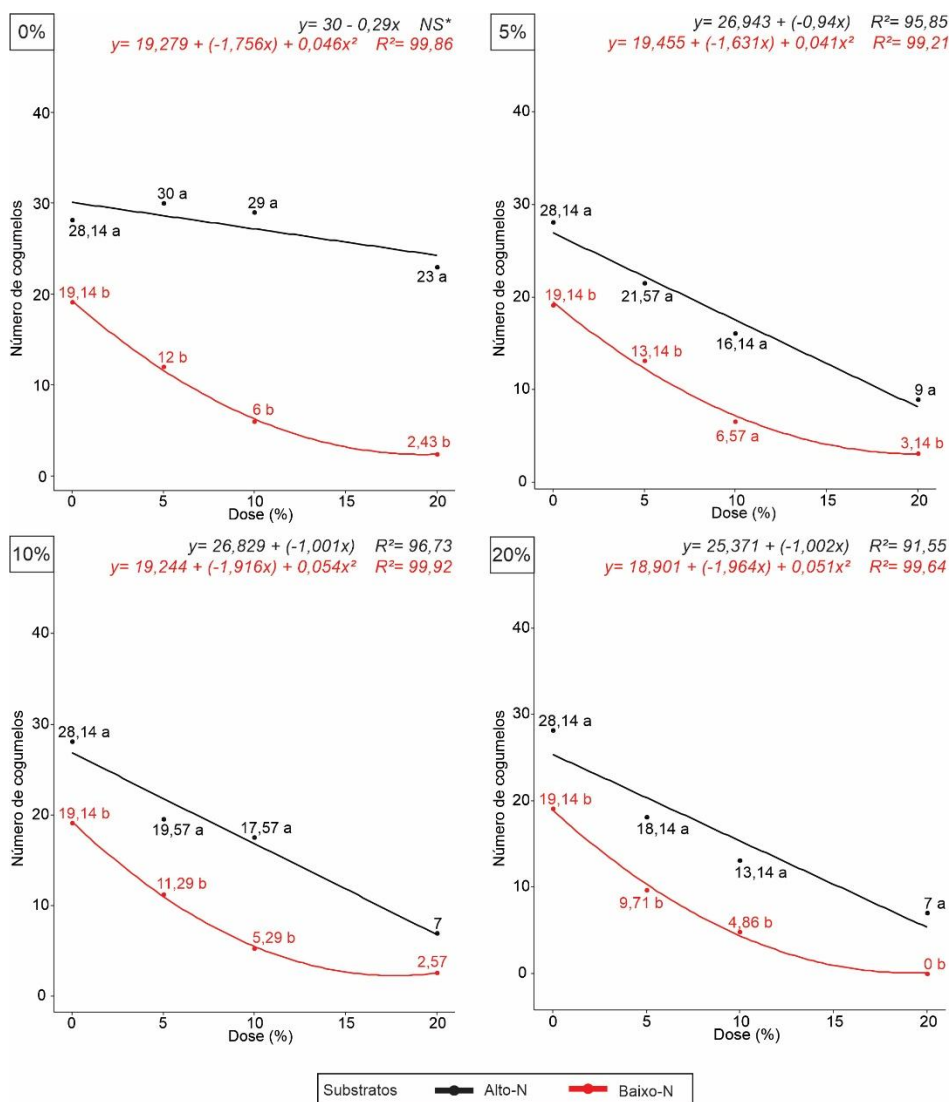 0%
y= 30 - 0,29x NS*
y= 19,279 + (-1,756x) + 0,046x² R²= 99,86
Número de cogumelos
40
30
20
10
0
28,14 a
30 a
29 a
23 a
19,14 b
12 b
6 b
2,43 b
0 5 10 15 20
Dose (%)
5%
y= 26,943 + (-0,94x) R²= 95,85
y= 19,455 + (-1,631x) + 0,041x² R²= 99,21
Número de cogumelos
40
30
20
10
0
28,14 a
21,57 a
16,14 a
9 a
19,14 b
13,14 b
6,57 a
3,14 b
0 5 10 15 20
Dose (%)
10%
y= 26,829 + (-1,001x) R²= 96,73
y= 19,244 + (-1,916x) + 0,054x² R²= 99,92
Número de cogumelos
40
30
20
10
0
28,14 a
19,57 a
17,57 a
7
19,14 b
11,29 b
5,29 b
2,57
0 5 10 15 20
Dose (%)
20%
y= 25,371 + (-1,002x) R²= 91,55
y= 18,901 + (-1,964x) + 0,051x² R²= 99,64
Número de cogumelos
40
30
20
10
0
28,14 a
18,14 a
13,14 a
7 a
19,14 b
9,71 b
4,86 b
0 b
0 5 10 15 20
Dose (%)
Substratos Alto-N Baixo-N